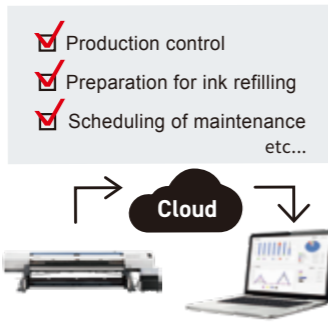 Production control
Preparation for ink refilling
Scheduling of maintenance
etc...
Cloud